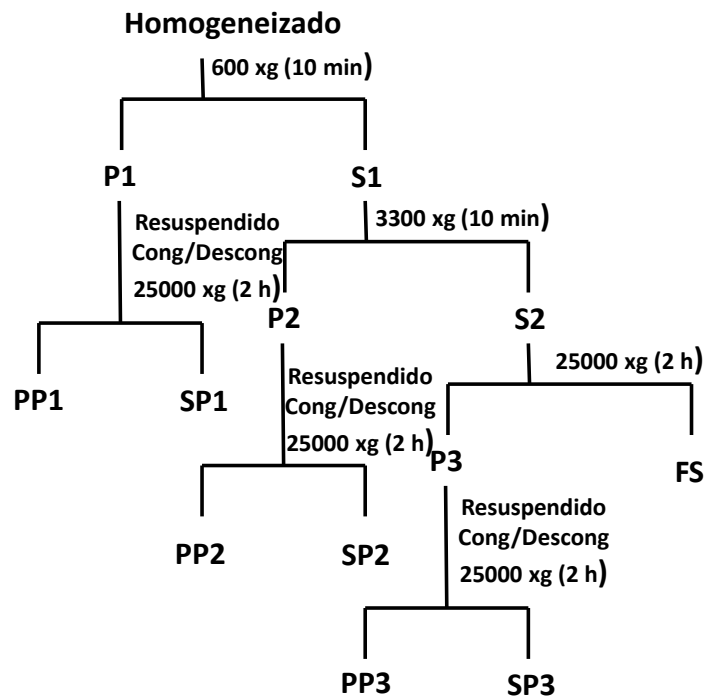 Homogeneizado
600 xg (10 min)
P1
S1
Resuspendido
Cong/Descong
25000 xg (2 h)
3300 xg (10 min)
P2
S2
PP1
SP1
Resuspendido
Cong/Descong
25000 xg (2 h)
25000 xg (2 h)
P3
FS
PP2
SP2
Resuspendido
Cong/Descong
25000 xg (2 h)
PP3
SP3